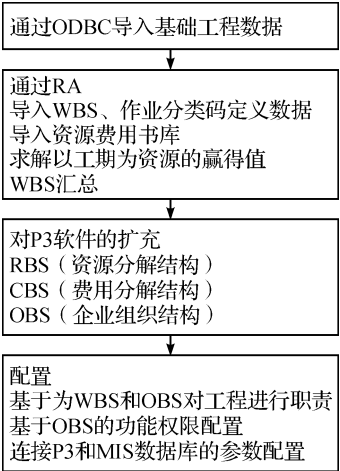 通过ODBC导入基础工程数据
通过RA
导入WBS、作业分类码定义数据
导入资源费用书库
求解以工期为资源的赢得值
WBS汇总
对P3软件的扩充
RBS（资源分解结构）
CBS（费用分解结构）
OBS（企业组织结构）
配置
基于为WBS和OBS对工程进行职责
基于OBS的功能权限配置
连接P3和MIS数据库的参数配置